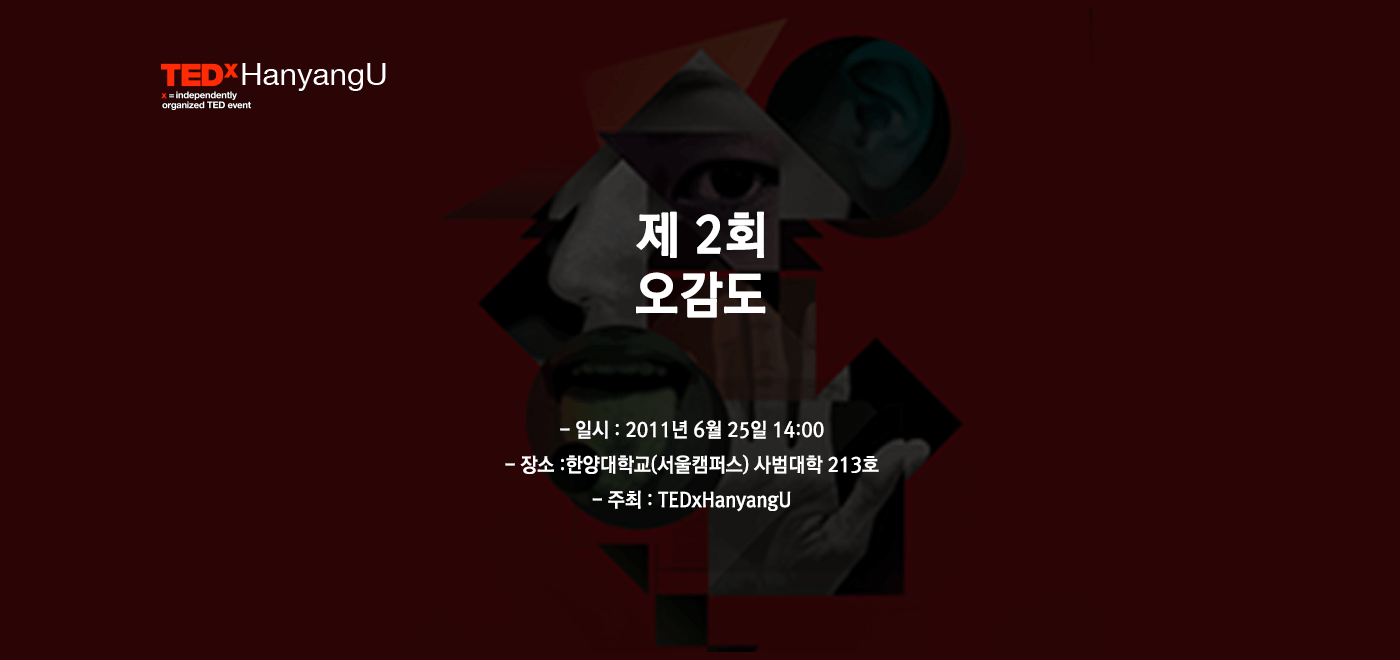 TEDxHanyangU
x = independently
organized TED event
제 2회
오감도
- 일시 : 2011년 6월 25일 14:00
- 장소 :한양대학교(서울캠퍼스) 사범대학 213호
- 주최 : TEDxHanyangU